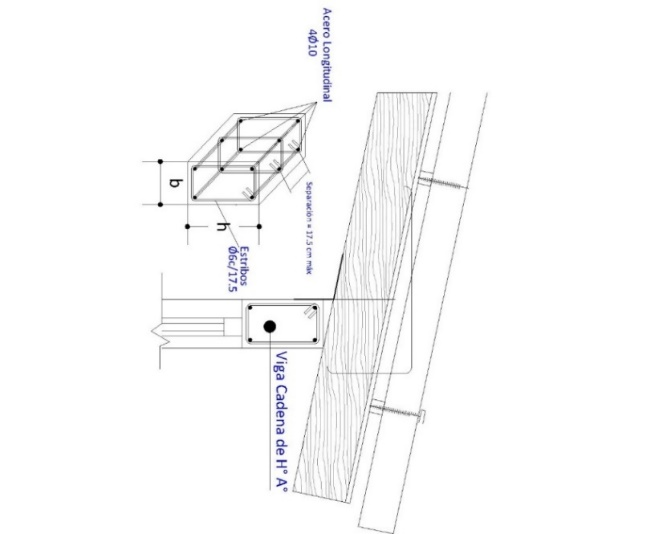 Acero Longitudinal
4Ø10
Separación = 17.5 cm máx
b
h
Estribos
Ø6c/17.5
Viga Cadena de H° A°